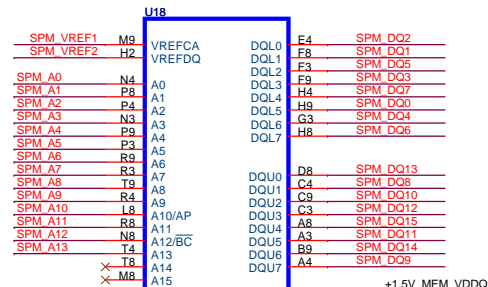 U18
SPM_VREF1 M9 VREFCA DQL0 E4 SPM_DQ2
SPM_VREF2 H2 VREFDQ DQL1 F8 SPM_DQ1
DQL2 F3 SPM_DQ5
SPM_A0 N4 A0 DQL3 F9 SPM_DQ3
SPM_A1 P8 A1 DQL4 H4 SPM_DQ7
SPM_A2 P4 A2 DQL5 H9 SPM_DQ0
SPM_A3 N3 A3 DQL6 G3 SPM_DQ4
SPM_A4 P9 A4 DQL7 H8 SPM_DQ6
SPM_A5 P3 A5
SPM_A6 R9 A6
SPM_A7 R3 A7 DQU0 D8 SPM_DQ13
SPM_A8 T9 A8 DQU1 C4 SPM_DQ8
SPM_A9 R4 A9 DQU2 C9 SPM_DQ10
SPM_A10 L8 A10/AP DQU3 C3 SPM_DQ12
SPM_A11 R8 A11 DQU4 A8 SPM_DQ15
SPM_A12 N8 A12/BC DQU5 A3 SPM_DQ11
SPM_A13 T4 A13 DQU6 B9 SPM_DQ14
T8 A14 DQU7 A4 SPM_DQ9
M8 A15
+1.5V_MEM_VDDQ